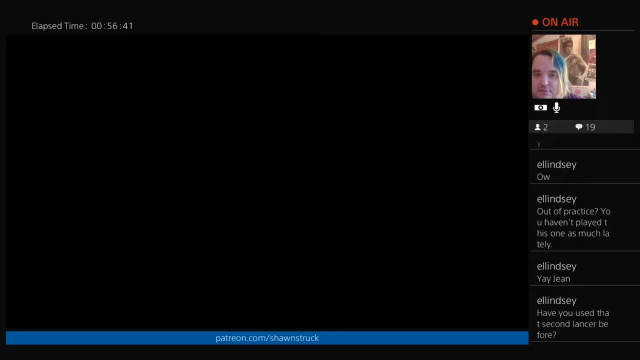 Elapsed Time : 00:56:41
ON AIR
2 19
ellindsey
Ow
ellindsey
Out of practice? Yo
u haven't played t
his one as much la
tely.
ellindsey
Yay Jean
ellindsey
Have you used tha
t second lancer be
fore?
patreon.com/shawnstruck